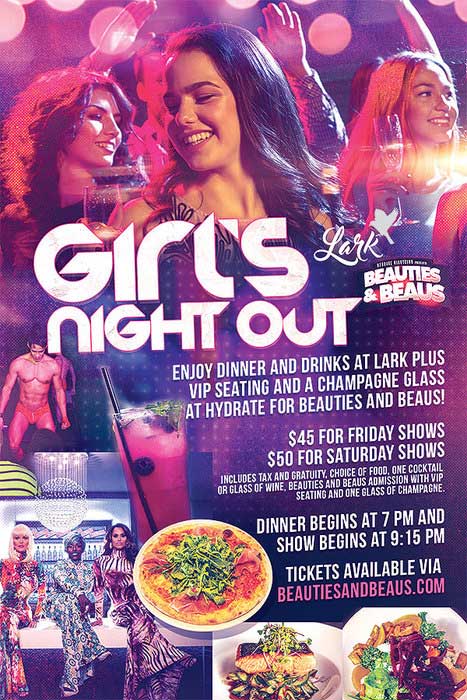 GIRL'S
NIGHT OUT
Lark
BEAUTIES
& BEAUS
ENJOY DINNER AND DRINKS AT LARK PLUS
VIP SEATING AND A CHAMPAGNE GLASS
AT HYDRATE FOR BEAUTIES AND BEAUS!
$45 FOR FRIDAY SHOWS
$50 FOR SATURDAY SHOWS
INCLUDES TAX AND GRATUITY, CHOICE OF FOOD, ONE COCKTAIL
OR GLASS OF WINE, BEAUTIES AND BEAUS ADMISSION WITH VIP
SEATING AND ONE GLASS OF CHAMPAGNE.
DINNER BEGINS AT 7 PM AND
SHOW BEGINS AT 9:15 PM
TICKETS AVAILABLE VIA
BEAUTIESANDBEAUS.COM